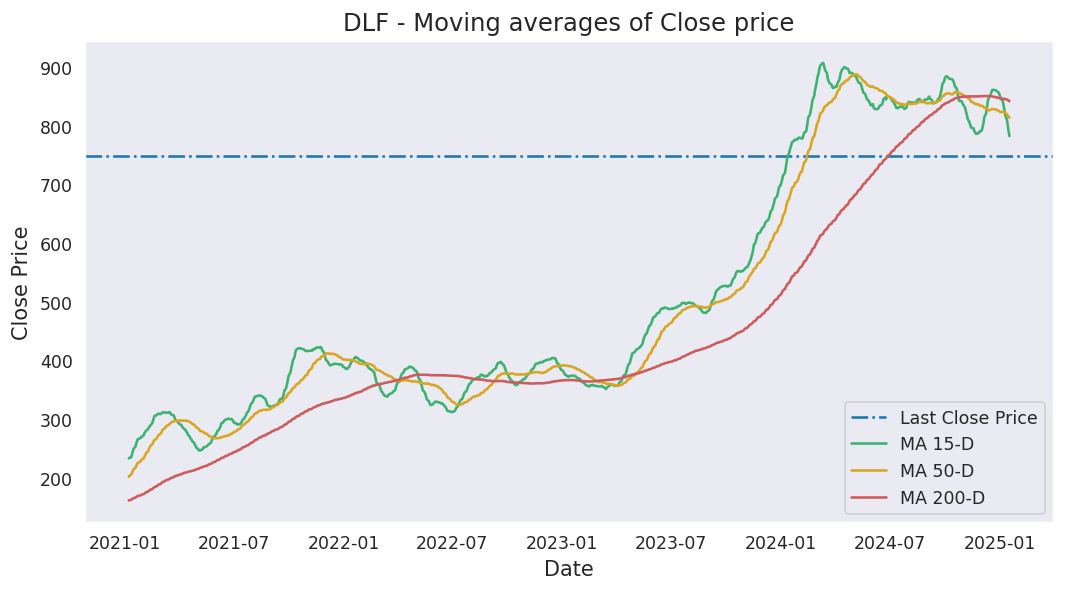 DLF - Moving averages of Close price
900
800
700
600
500
400
300
200
Close Price
2021-01
2021-07
2022-01
2022-07
2023-01
2023-07
2024-01
2024-07
2025-01
Date
Last Close Price
MA 15-D
MA 50-D
MA 200-D